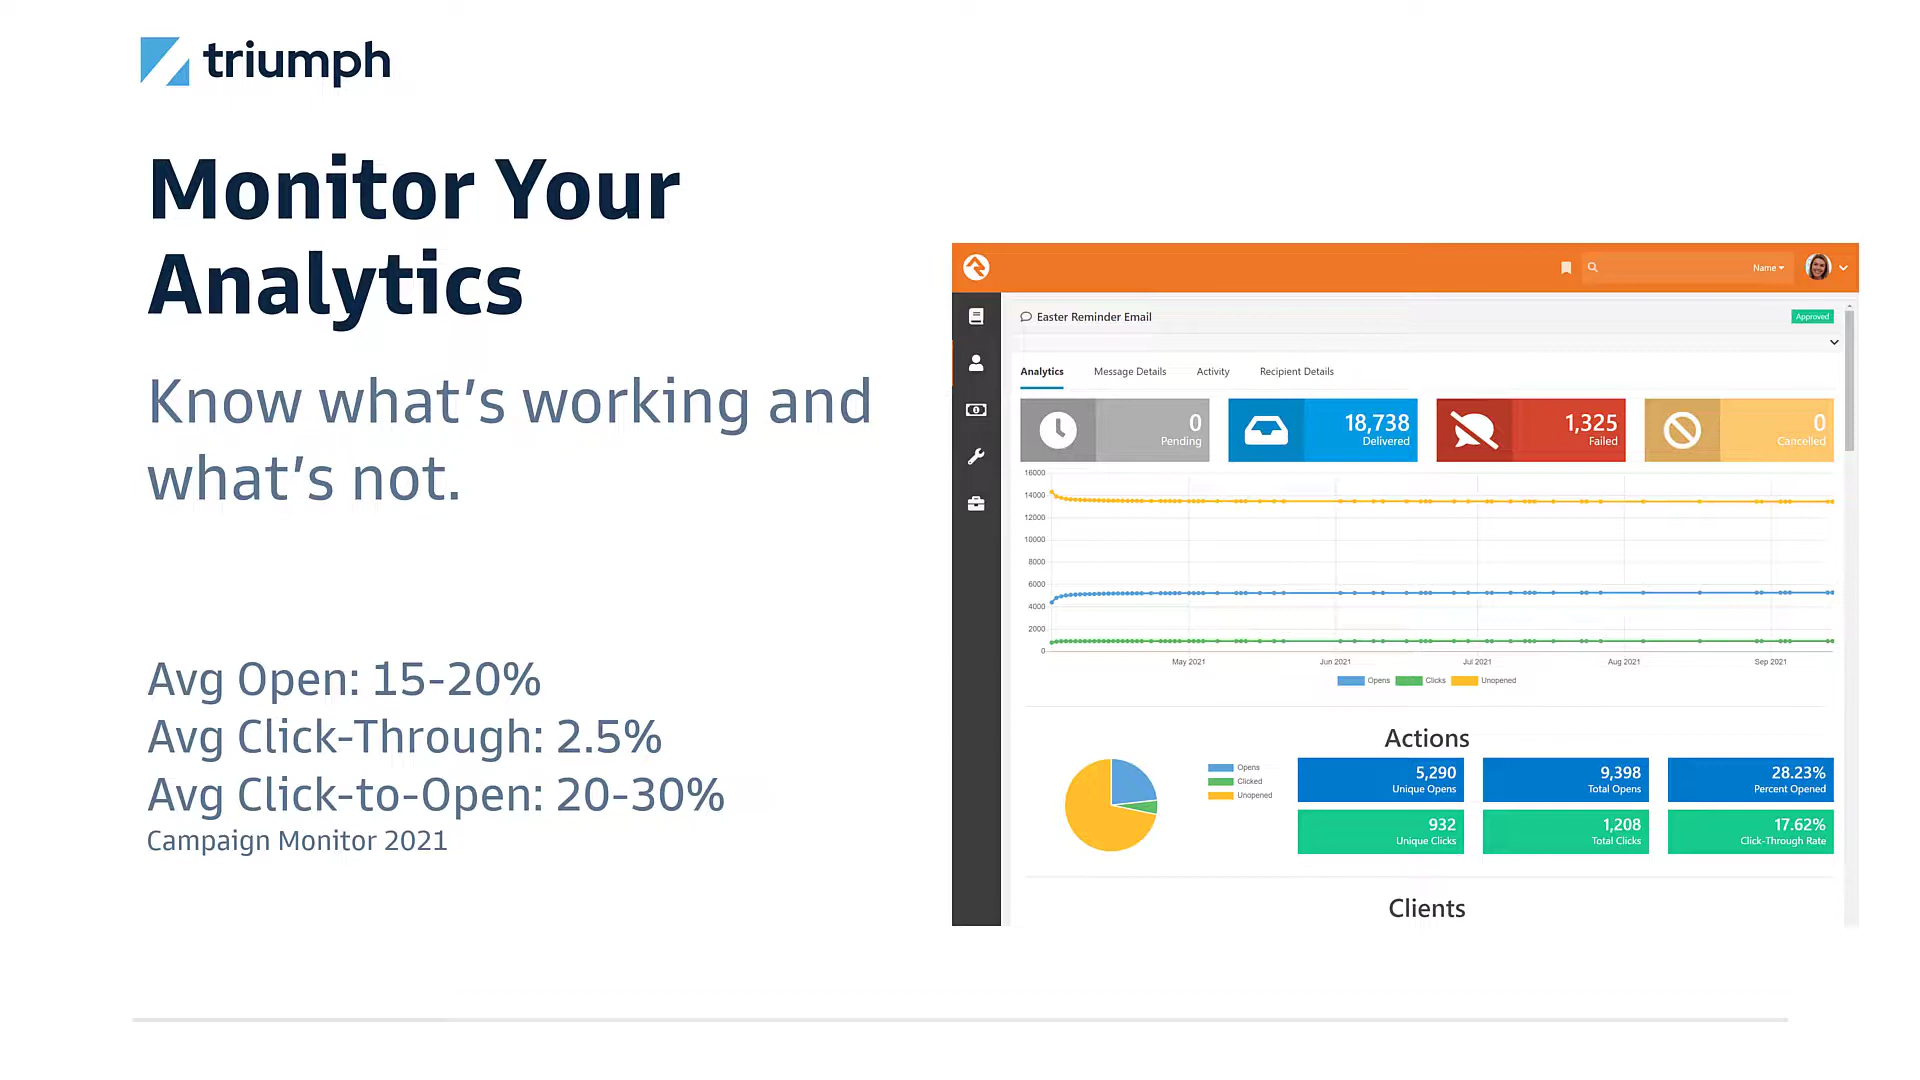 triumph
Monitor Your
Analytics
Know what's working and
what's not.
Avg Open: 15-20%
Avg Click-Through: 2.5%
Avg Click-to-Open: 20-30%
Campaign Monitor 2021
Name
Easter Reminder Email
Approved
Analytics
Message Details
Activity
Recipient Details
0
Pending
18,738
Delivered
1,325
Failed
0
Cancelled
16000
14000
12000
10000
8000
6000
4000
2000
0
May 2021
Jun 2021
Jul 2021
Aug 2021
Sep 2021
Opens
Clicks
Unopened
Actions
Opens
Clicked
Unopened
5,290
Unique Opens
9,398
Total Opens
28.23%
Percent Opened
932
Unique Clicks
1,208
Total Clicks
17.62%
Click-Through Rate
Clients